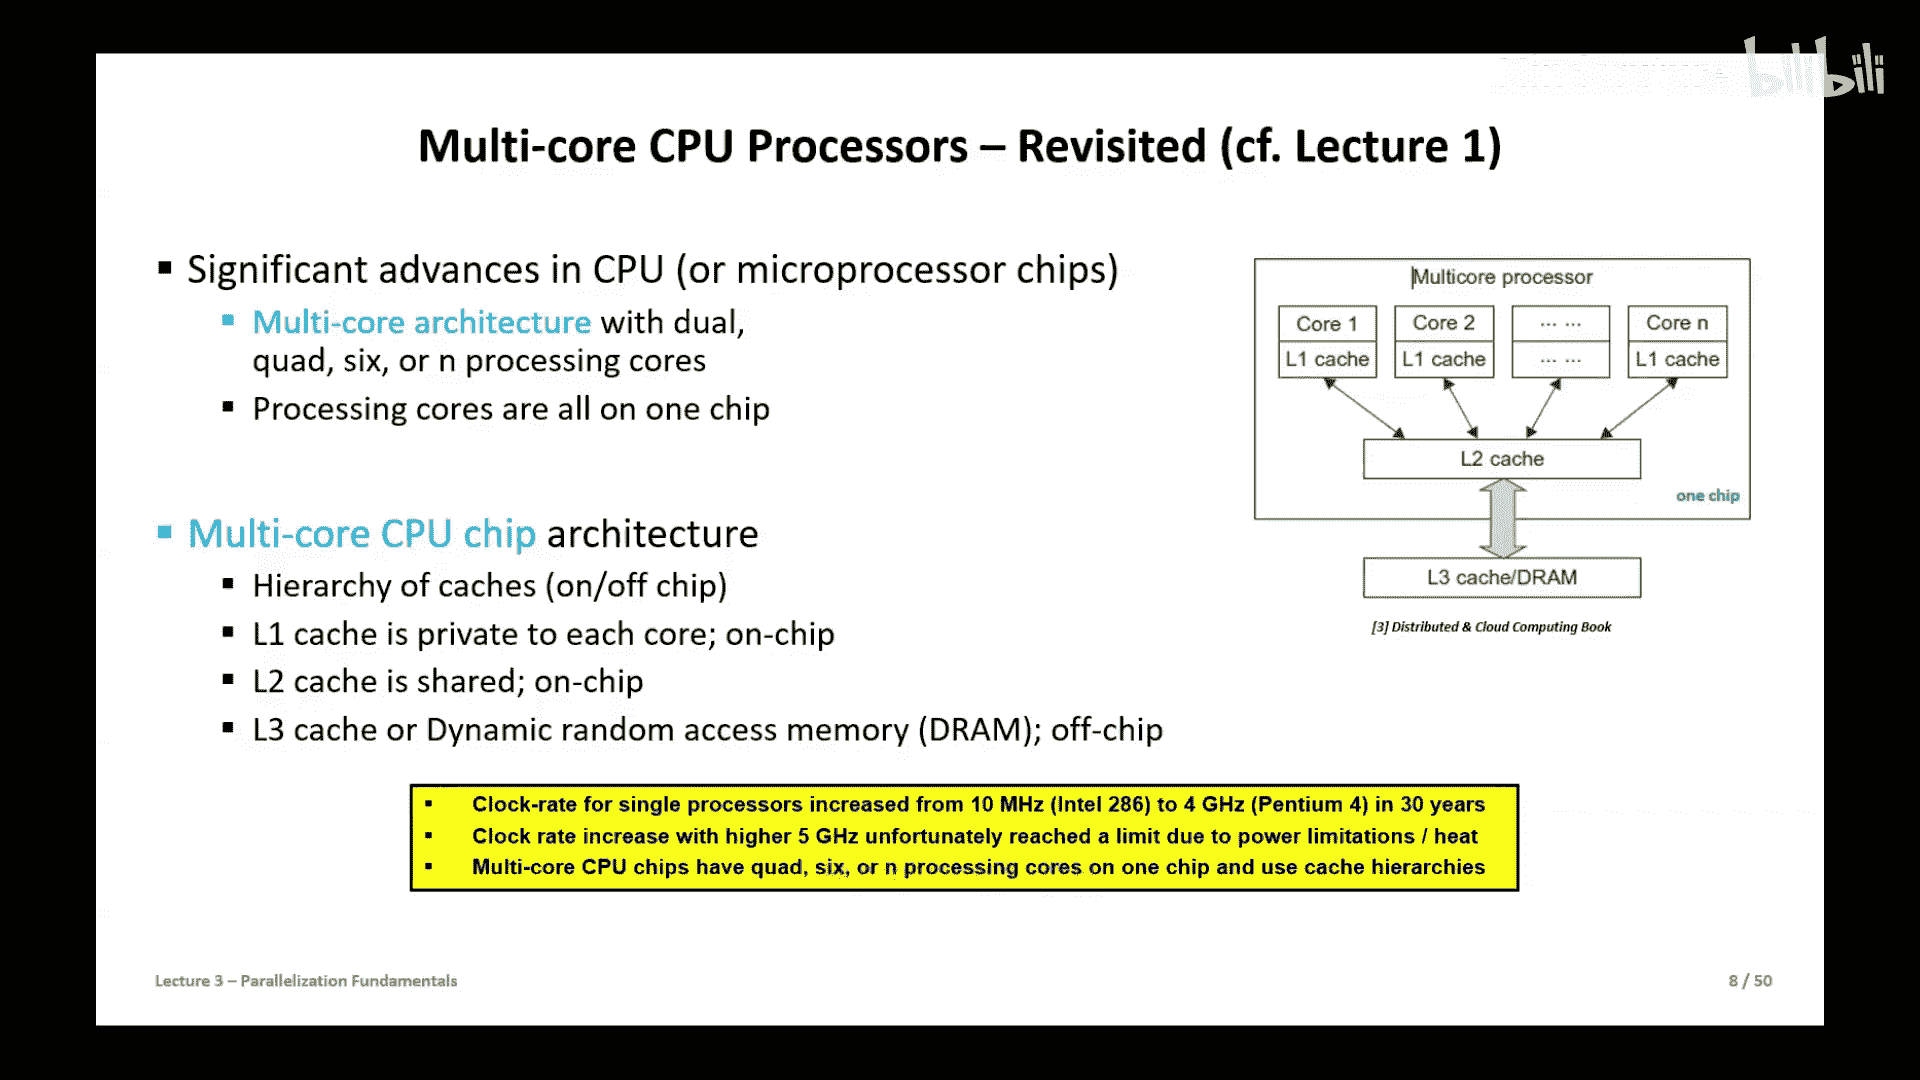 bilibili
Multi-core CPU Processors – Revisited (cf. Lecture 1)
▪ Significant advances in CPU (or microprocessor chips)
▪ Multi-core architecture with dual,
quad, six, or n processing cores
▪ Processing cores are all on one chip
▪ Multi-core CPU chip architecture
▪ Hierarchy of caches (on/off chip)
▪ L1 cache is private to each core; on-chip
▪ L2 cache is shared; on-chip
▪ L3 cache or Dynamic random access memory (DRAM); off-chip
Multicore processor
Core 1 Core 2 ... ... Core n
L1 cache L1 cache ... ... L1 cache
L2 cache
one chip
L3 cache/DRAM
[3] Distributed & Cloud Computing Book
▪ Clock-rate for single processors increased from 10 MHz (Intel 286) to 4 GHz (Pentium 4) in 30 years
▪ Clock rate increase with higher 5 GHz unfortunately reached a limit due to power limitations / heat
▪ Multi-core CPU chips have quad, six, or n processing cores on one chip and use cache hierarchies
Lecture 3 – Parallelization Fundamentals
8 / 50